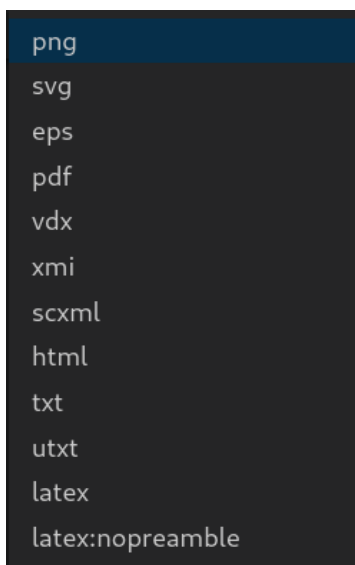 png
svg
eps
pdf
vdx
xmi
scxml
html
txt
utxt
latex
latex:nopreamble